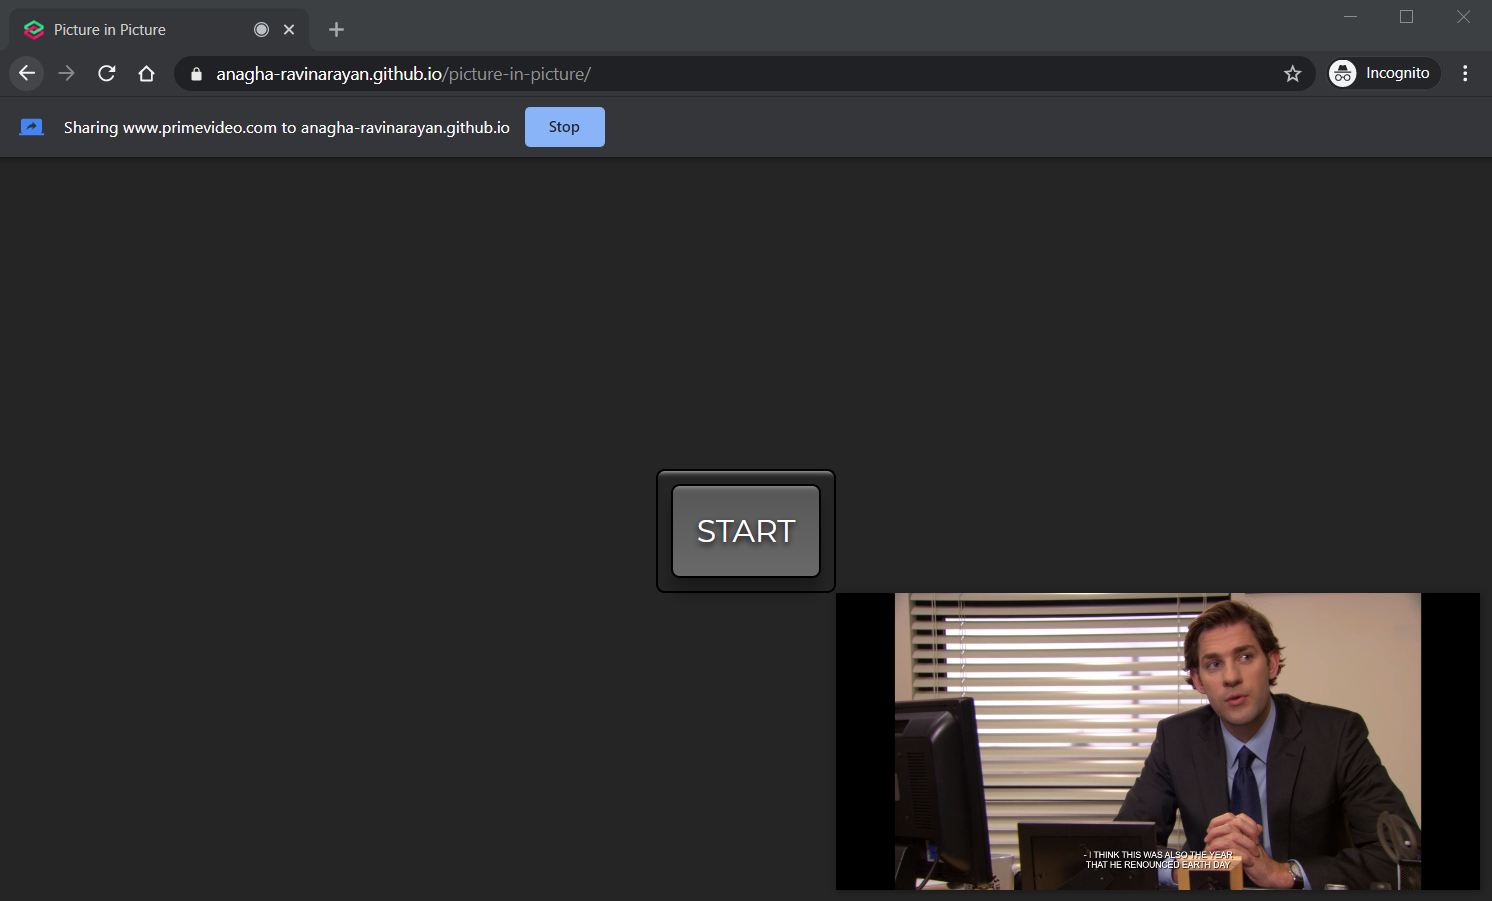 Picture in Picture
anagha-ravinarayan.github.io/picture-in-picture/
Incognito
Sharing www.primevideo.com to anagha-ravinarayan.github.io
Stop
START
- I THINK THIS WAS ALSO THE YEAR
THAT HE RENOUNCED EARTH DAY